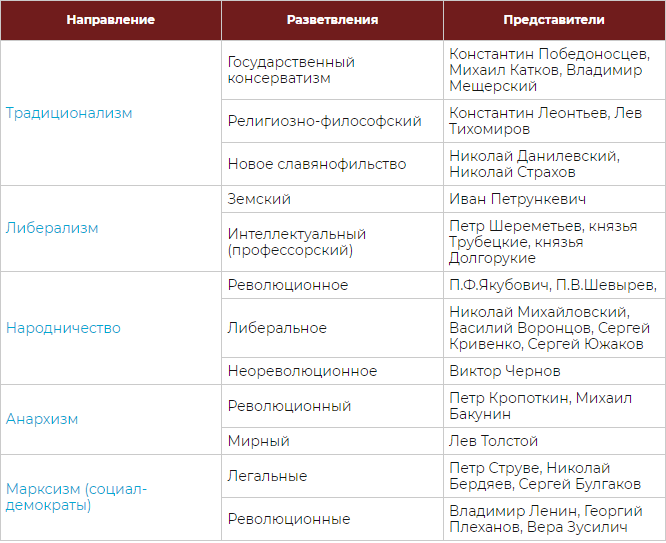 Направление Разветвления Представители
Традиционализм
Государственный
консерватизм
Константин Победоносцев,
Михаил Катков, Владимир
Мещерский
Религиозно-философский
Константин Леонтьев, Лев
Тихомиров
Новое славянофильство
Николай Данилевский,
Николай Страхов
Либерализм
Земский
Иван Петрункевич
Интеллектуальный
(профессорский)
Петр Шереметьев, князья
Трубецкие, князья
Долгорукие
Народничество
Революционное
П.Ф.Якубович, П.В.Шевырев,
Либеральное
Николай Михайловский,
Василий Воронцов, Сергей
Кривенко, Сергей Южаков
Неореволюционное
Виктор Чернов
Анархизм
Революционный
Петр Кропоткин, Михаил
Бакунин
Мирный
Лев Толстой
Марксизм (социал-
демократы)
Легальные
Петр Струве, Николай
Бердяев, Сергей Булгаков
Революционные
Владимир Ленин, Георгий
Плеханов, Вера Зусилич